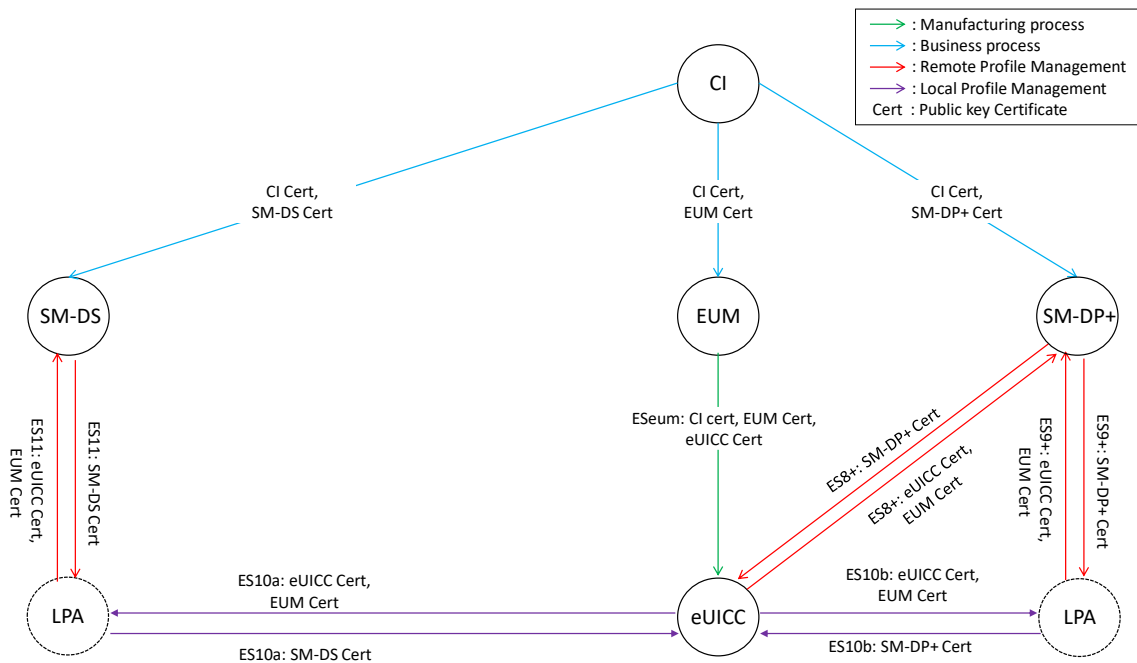 : Manufacturing process
: Business process
: Remote Profile Management
: Local Profile Management
Cert : Public key Certificate
CI
CI Cert,
SM-DS Cert
CI Cert,
EUM Cert
CI Cert,
SM-DP+ Cert
SM-DS
EUM
SM-DP+
ES11: eUICC Cert,
EUM Cert
ES11: SM-DS Cert
ESeum: CI cert, EUM Cert,
eUICC Cert
ES8+: SM-DP+ Cert
ES8+: eUICC Cert,
EUM Cert
ES9+: eUICC Cert,
EUM Cert
ES9+: SM-DP+ Cert
LPA
ES10a: eUICC Cert,
EUM Cert
ES10a: SM-DS Cert
eUICC
ES10b: eUICC Cert,
EUM Cert
ES10b: SM-DP+ Cert
LPA